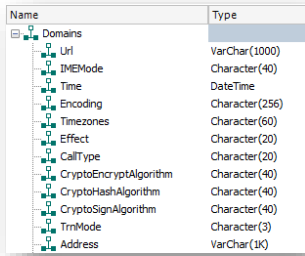 Name Type
Domains
Url VarChar(1000)
IMEMode Character(40)
Time DateTime
Encoding Character(256)
Timezones Character(60)
Effect Character(20)
CallType Character(20)
CryptoEncryptAlgorithm Character(40)
CryptoHashAlgorithm Character(40)
CryptoSignAlgorithm Character(40)
TrnMode Character(3)
Address VarChar(1K)